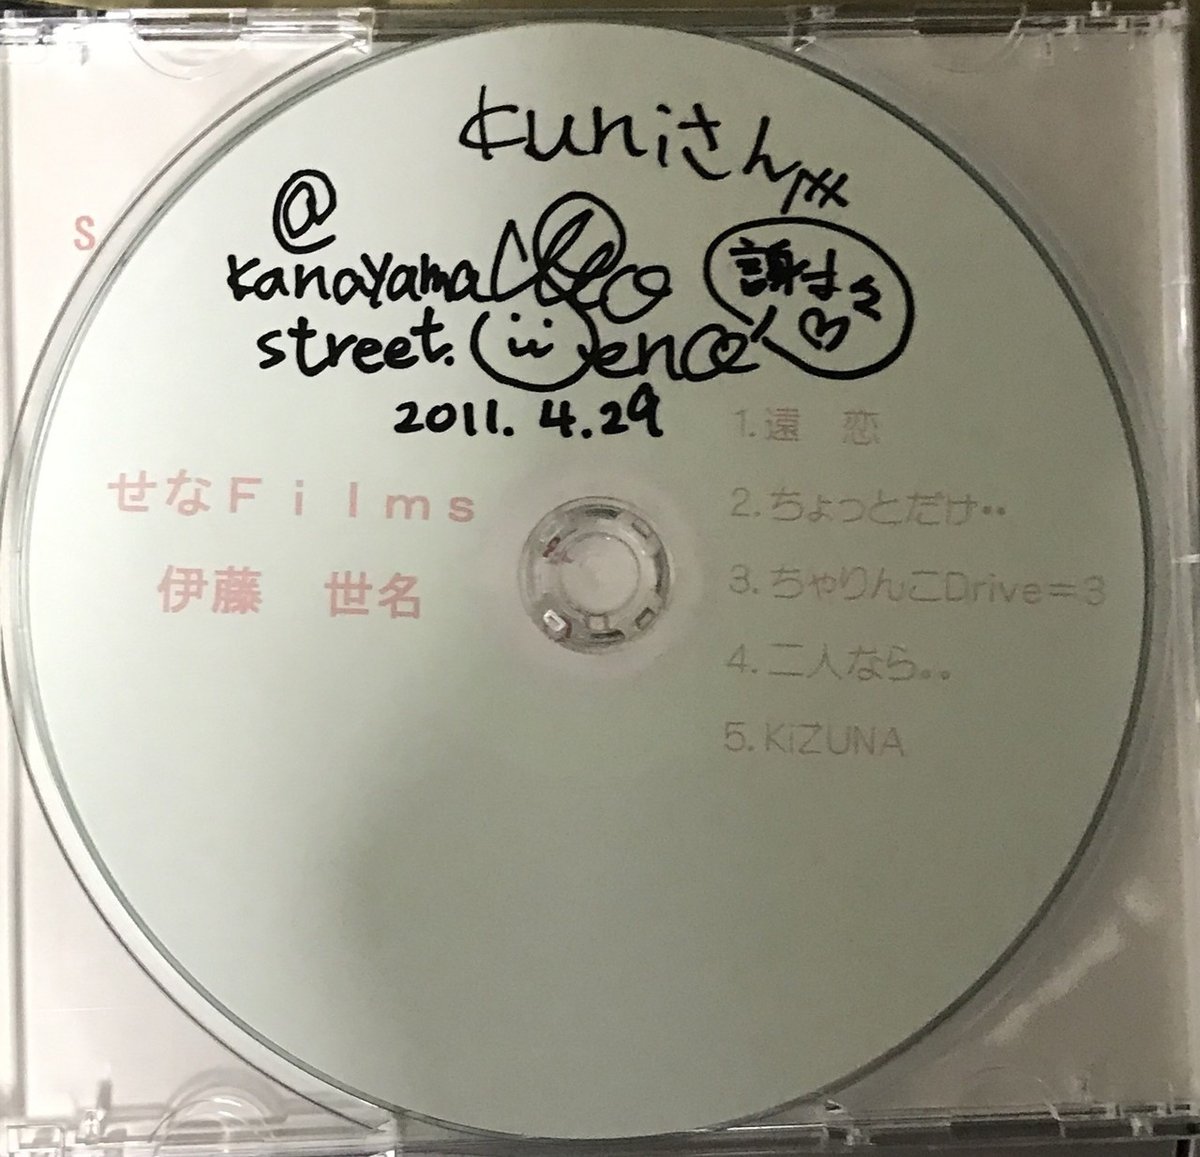 Kuniさん
@
Kanayama
street.
謝
2011.4.29
S
せなFilms
伊藤 世名
1.遠 恋
2.ちょっとだけ・・
3.ちゃりんこDrive=3
4.二人なら。。
5.KiZUNA